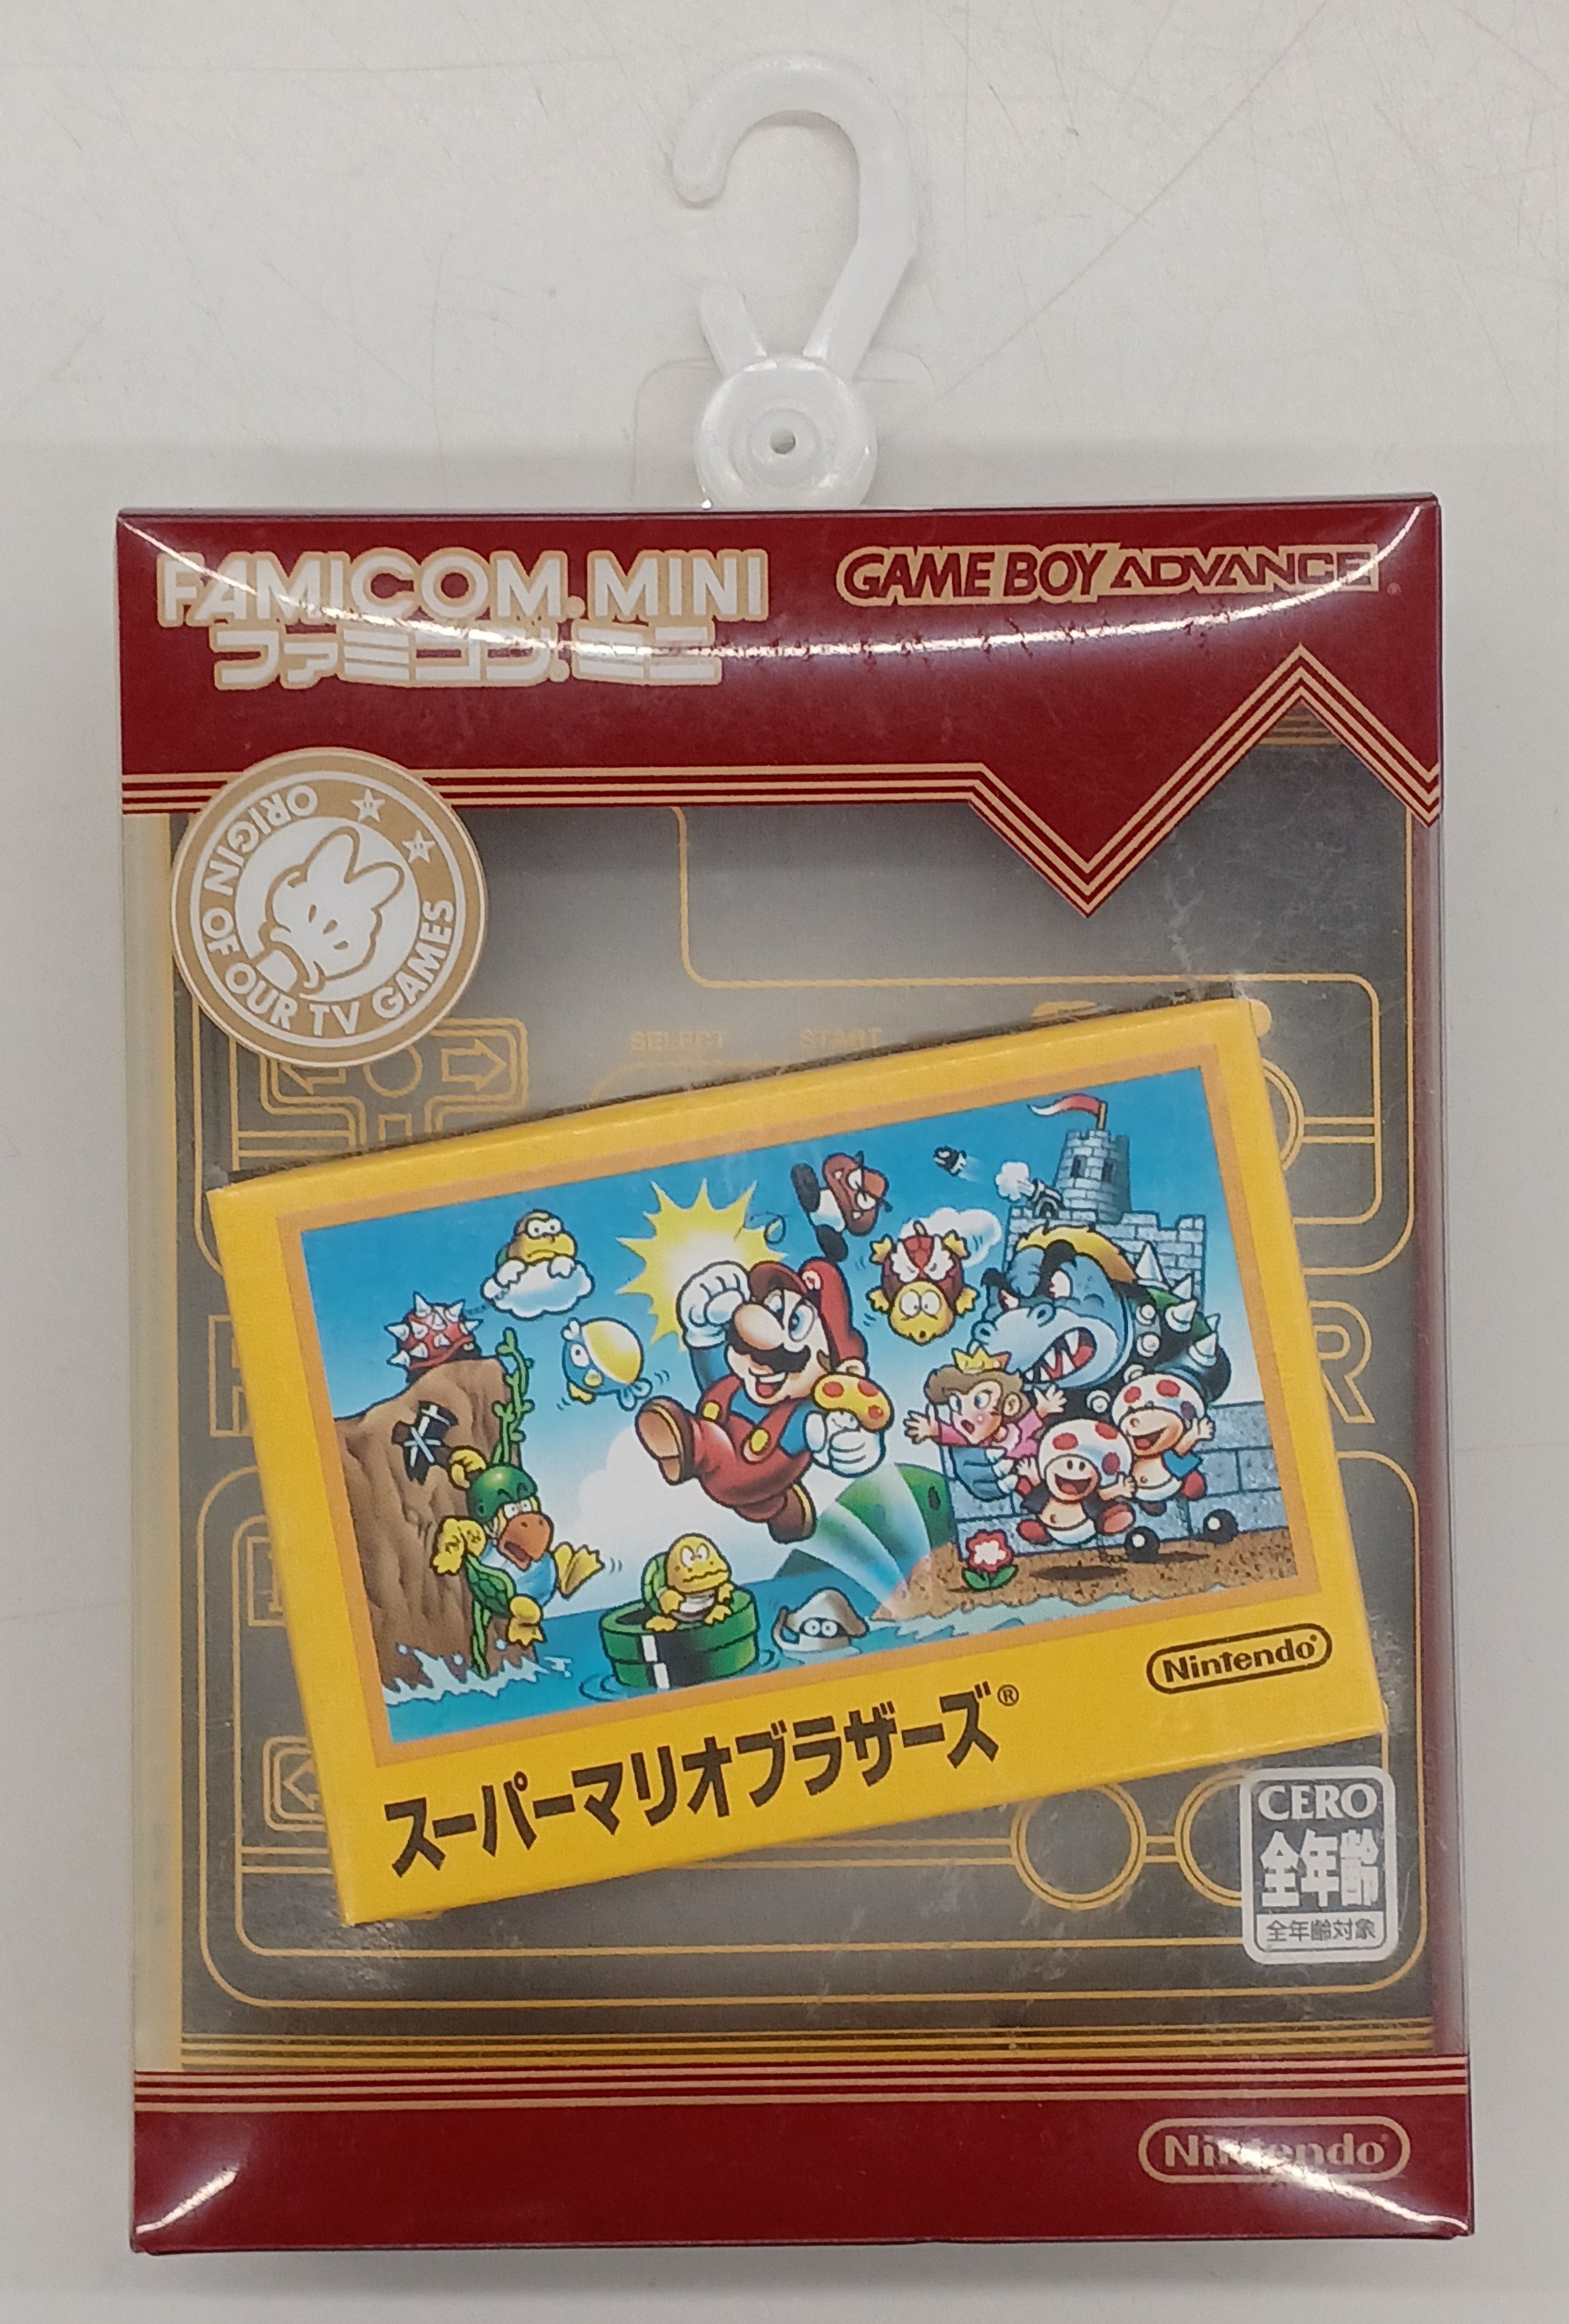 FAMICOM MINI
ファミコン ミニ
GAME BOY ADVANCE
ORIGIN OF OUR TV GAMES
SELECT START
R
Nintendo®
スーパーマリオブラザーズ®
CERO
全年齢
全年齢対象
Nintendo®